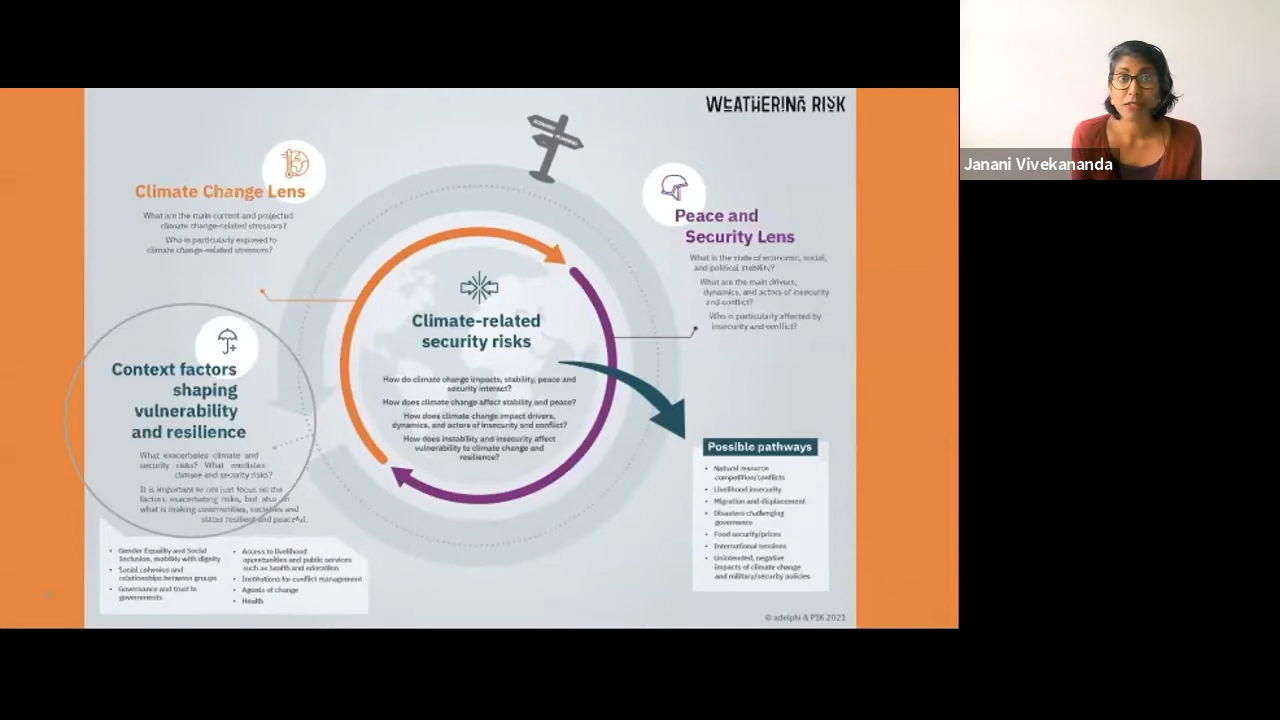 WEATHERING RISK
Climate Change Lens
What are the main current and projected
climate change-related stressors?
Who is particularly exposed to
climate change-related stressors?
Context factors
shaping
vulnerability
and resilience
What exacerbates climate and
security risks? What mediates
climate and security risks?
It is important to not just focus on the
factors exacerbating risks, but also on
what is making communities, societies and
states resilient and peaceful.
Gender Equality and Social
Inclusion, mobility with dignity
Social cohesion and
relationships between groups
Governance and trust in
governments
Access to livelihood
opportunities and public services
such as health and education
Institutions for conflict management
Agents of change
Health
Climate-related
security risks
How do climate change impacts, stability, peace and
security interact?
How does climate change affect stability and peace?
How does climate change impact drivers,
dynamics, and actors of insecurity and conflict?
How does instability and insecurity affect
vulnerability to climate change and
resilience?
Peace and
Security Lens
What is the state of economic, social,
and political stability?
What are the main drivers,
dynamics, and actors of insecurity
and conflict?
Who is particularly affected by
insecurity and conflict?
Possible pathways
Natural resource
competition/conflicts
Livelihood insecurity
Migration and displacement
Disasters challenging
governance
Food security/prices
International tensions
Unintended, negative
impacts of climate change
and military/security policies
© adelphi & PIK 2021
Janani Vivekananda